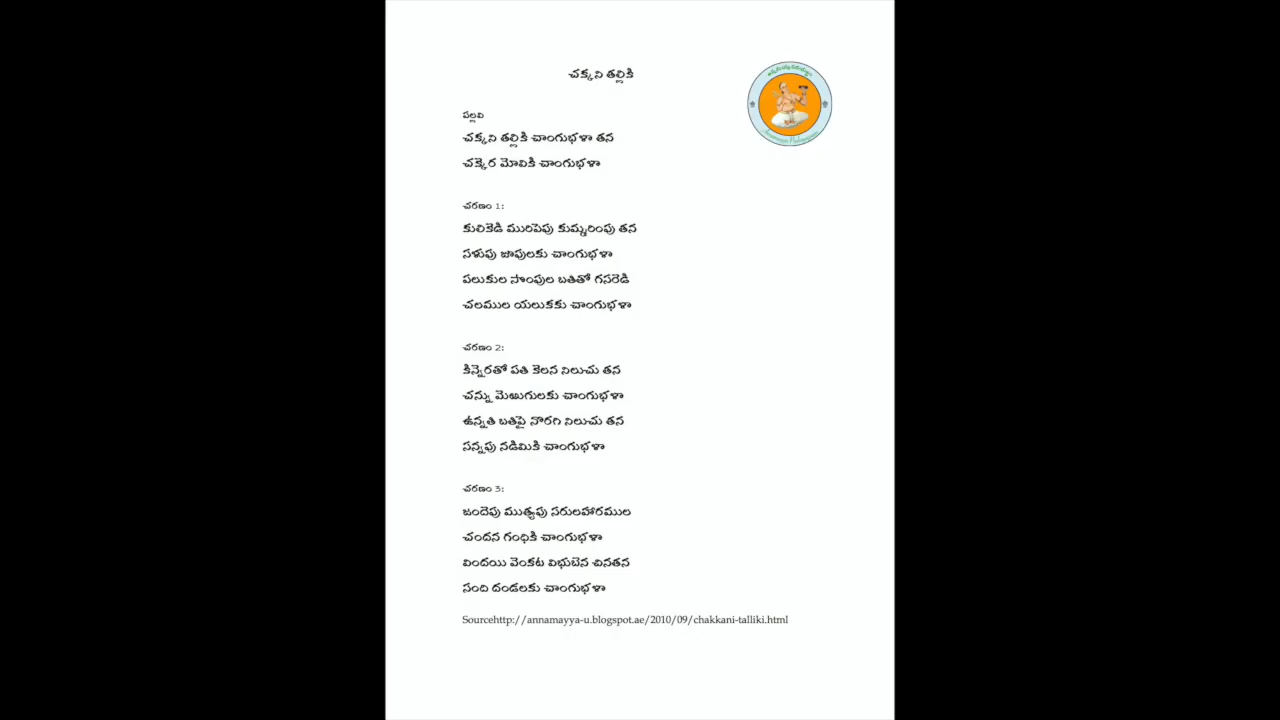 చక్కని తల్లికి
పల్లవి
చక్కని తల్లికి చాంగుభళా తన
చక్కెర మోవికి చాంగుభళా
చరణం 1:
కులికెడి మురిపెపు కుమ్మరింపు తన
సళుపు జూపులకు చాంగుభళా
పలుకుల సొంపుల బతితో గసరెడి
చలముల యలుకకు చాంగుభళా
చరణం 2:
కిన్నెరతో పతి కెలన నిలుచు తన
చన్ను మెఱుగులకు చాంగుభళా
ఉన్నతి బతిపై నొరగి నిలుచు తన
సన్నపు నడిమికి చాంగుభళా
చరణం 3:
జందెపు ముత్యపు సరులహారముల
చందన గంధికి చాంగుభళా
విందయి వెంకట విభుబెన చినతన
సంది దండలకు చాంగుభళా
Sourcehttp://annamayya-u.blogspot.ae/2010/09/chakkani-talliki.html